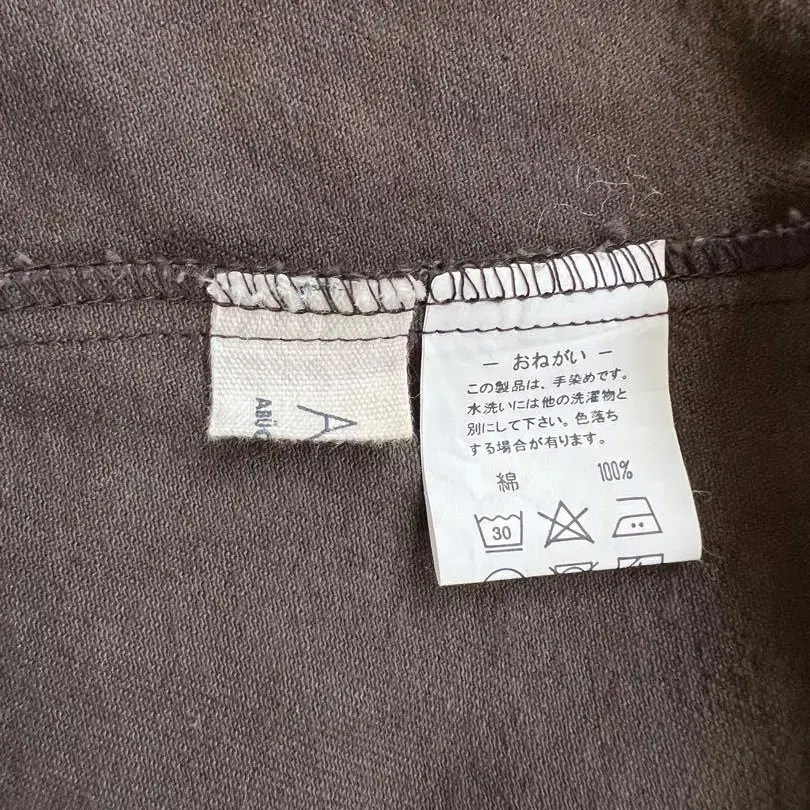 A
ABÜC
— おねがい —
この製品は、手染めです。
水洗いには他の洗濯物と
別にして下さい。色落ち
する場合が有ります。
綿 100%
30